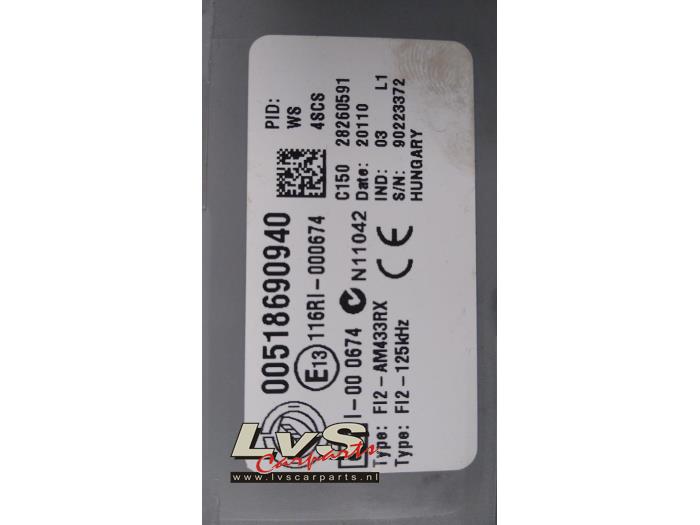 00518690940
PID:
WS
4SCS
E13
116RI-000674
C150 28260591
I-00 0674
N11042
Date: 20110
Type: FI2-AM433RX
IND: 03 L1
Type: FI2-125kHz
CE
S/N: 90223372
HUNGARY
LvS
Carparts
www.lvscarparts.nl